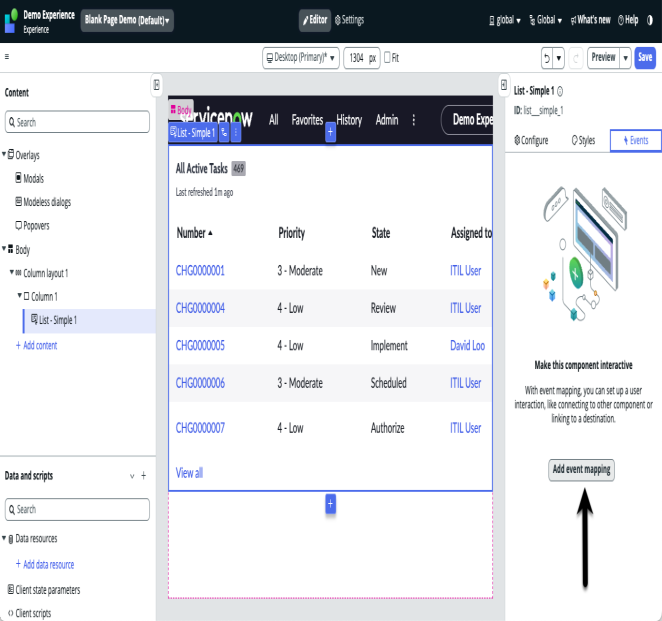 Demo Experience
Experience
Blank Page Demo (Default)
Editor
Settings
global
Global
What's new
Help
Desktop (Primary)*
1304 px
Fit
Preview
Save
Content
Search
Overlays
Modals
Modeless dialogs
Popovers
Body
Column layout 1
Column 1
List - Simple 1
+ Add content
Data and scripts
Search
Data resources
+ Add data resource
Client state parameters
Client scripts
Body
servicenow
All Favorites History Admin
Demo Expe
List - Simple 1
All Active Tasks 469
Last refreshed 1m ago
Number Priority State Assigned to
CHG0000001 3 - Moderate New ITIL User
CHG0000004 4 - Low Review ITIL User
CHG0000005 4 - Low Implement David Loo
CHG0000006 3 - Moderate Scheduled ITIL User
CHG0000007 4 - Low Authorize ITIL User
View all
List - Simple 1
ID: list__simple_1
Configure
Styles
Events
Make this component interactive
With event mapping, you can set up a user
interaction, like connecting to other component or
linking to a destination.
Add event mapping